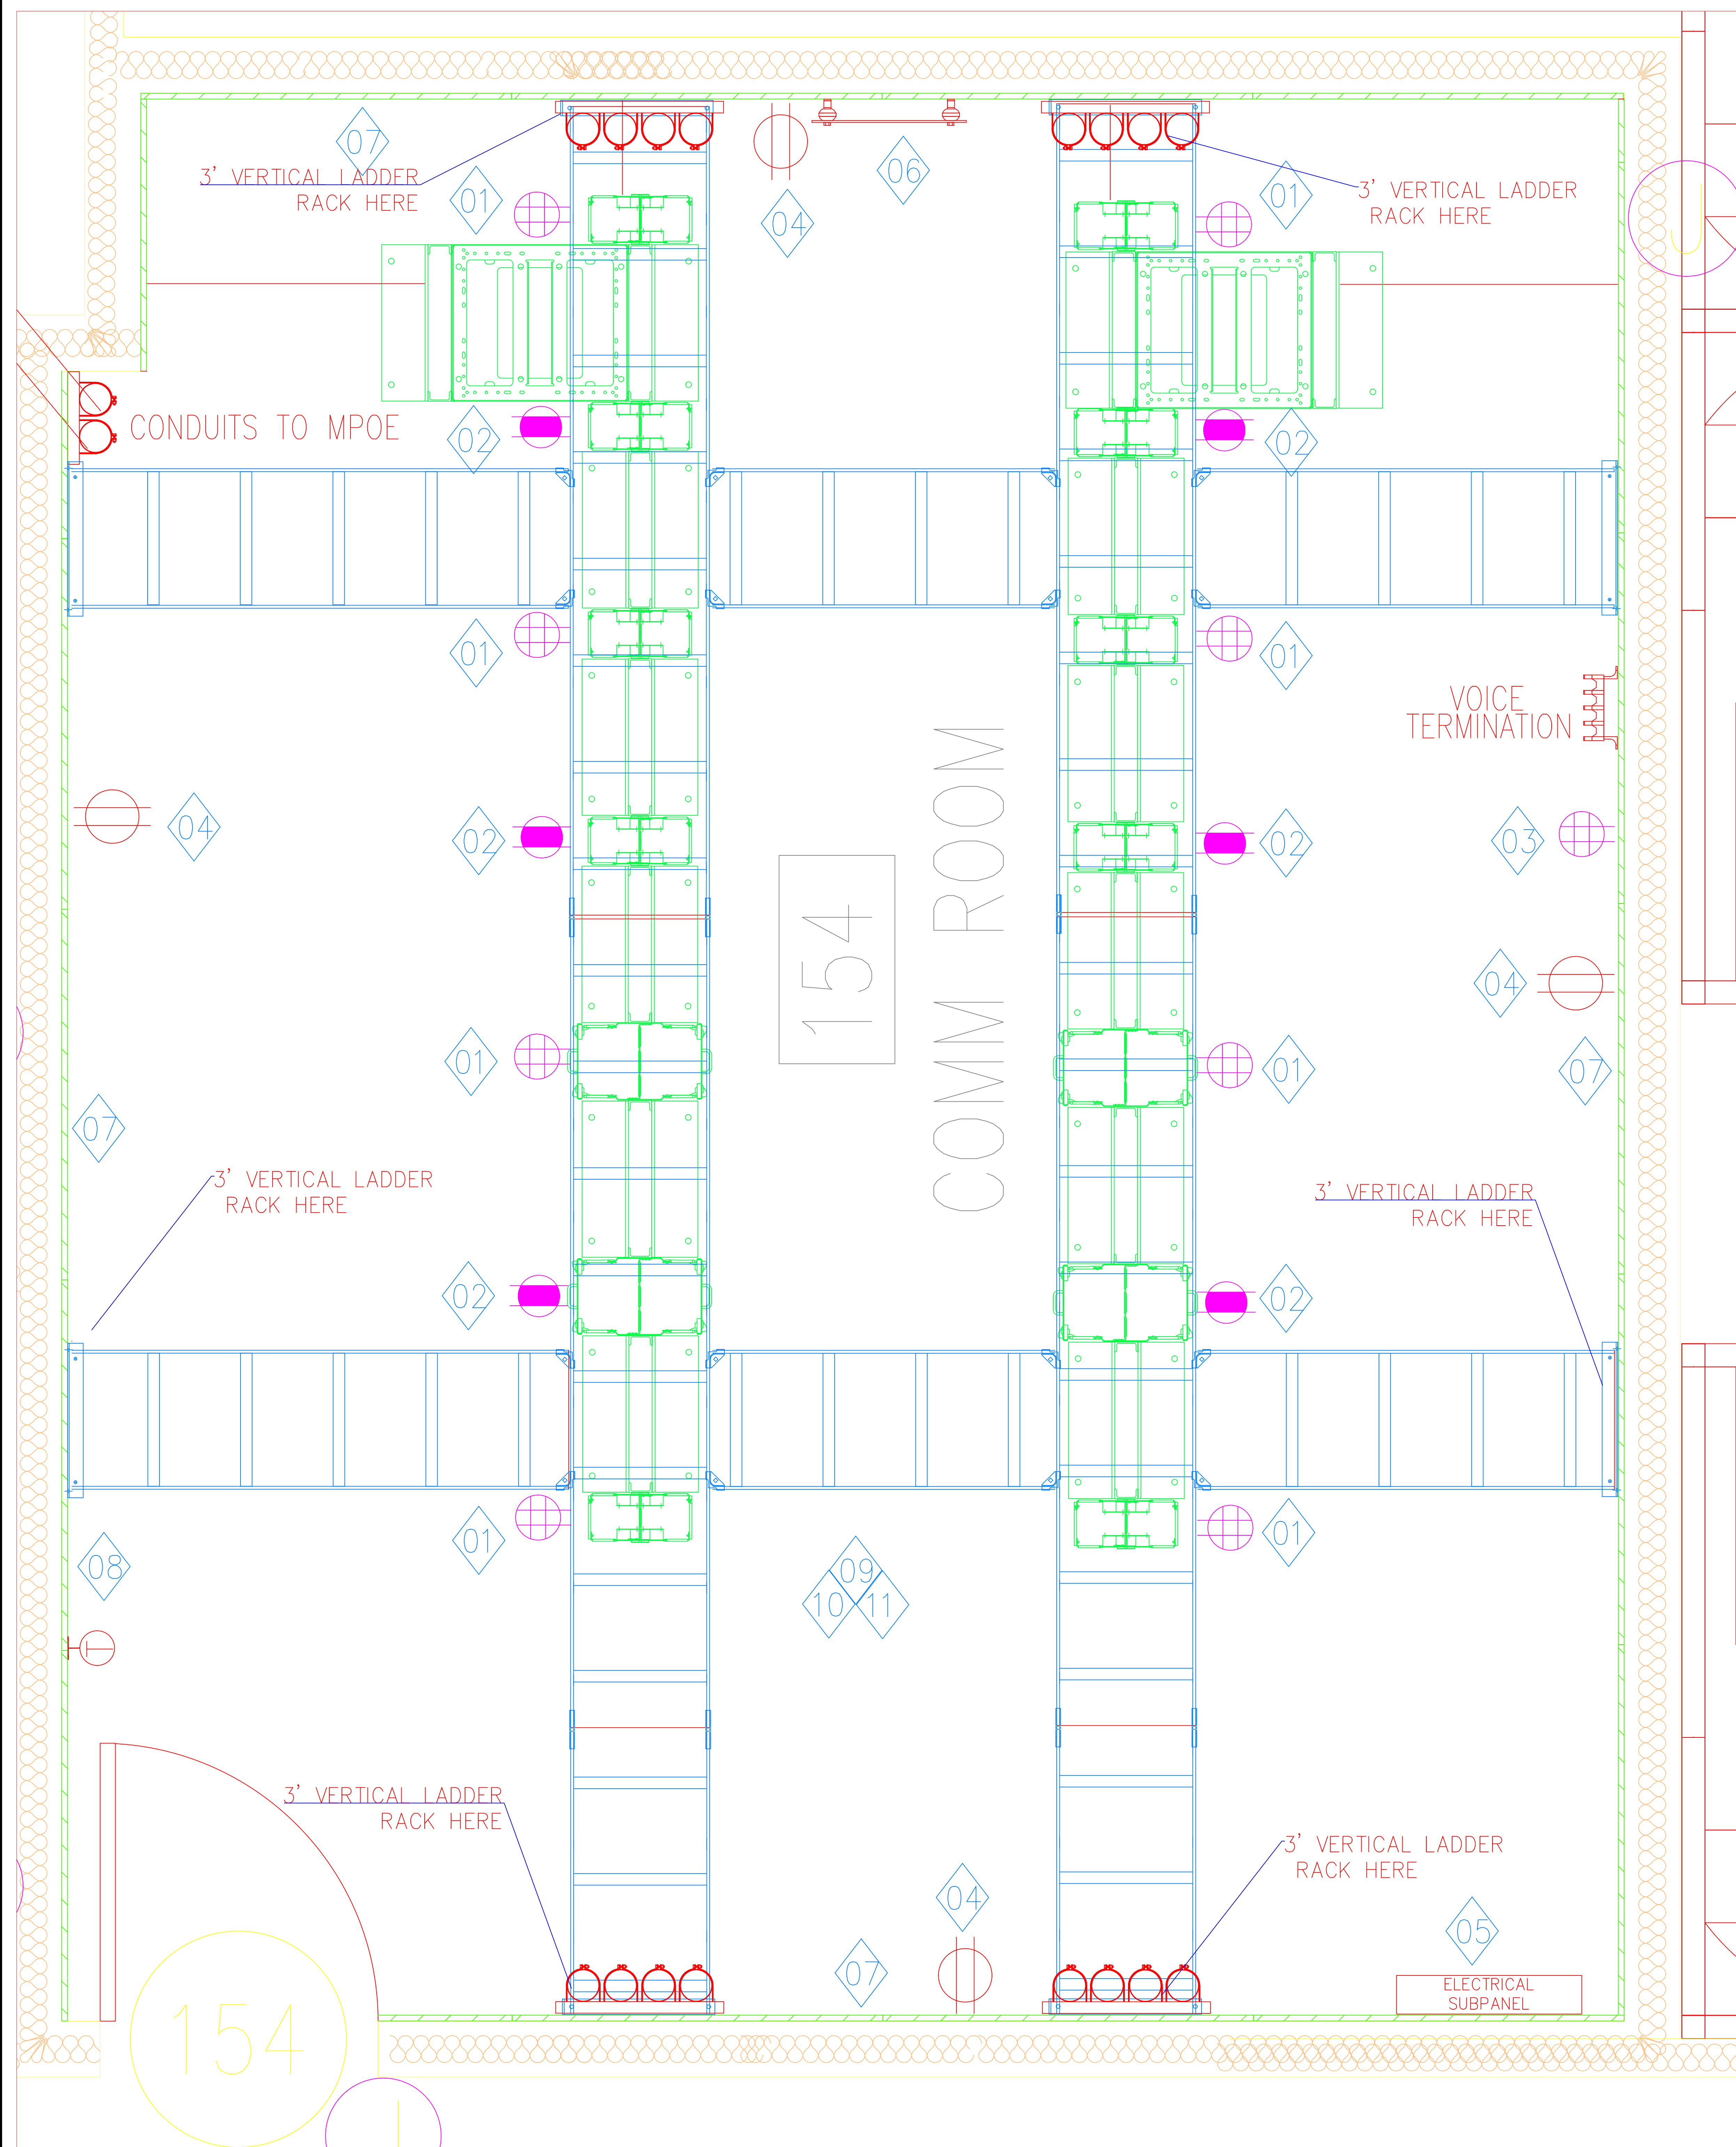 07
3' VERTICAL LADDER
RACK HERE
01
04
06
01
3' VERTICAL LADDER
RACK HERE
J
CONDUITS TO MPOE
02
02
01
01
VOICE
TERMINATION
04
02
02
03
154
COMM ROOM
04
01
01
07
07
3' VERTICAL LADDER
RACK HERE
3' VERTICAL LADDER
RACK HERE
02
02
01
01
08
09
10
11
T
3' VERTICAL LADDER
RACK HERE
3' VERTICAL LADDER
RACK HERE
04
05
07
ELECTRICAL
SUBPANEL
154